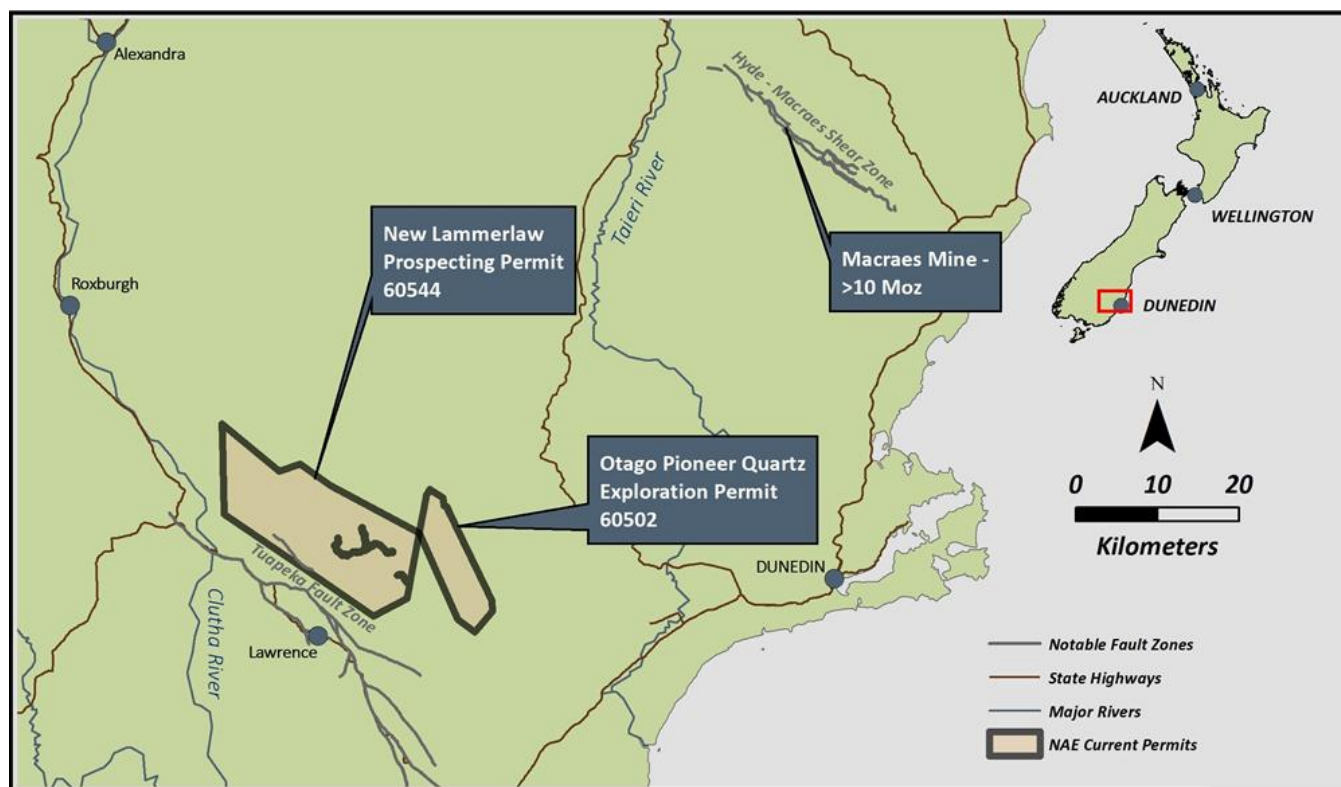 Alexandra
Roxburgh
New Lammerlaw
Prospecting Permit
60544
Taieri River
Hyde - Macraes Shear Zone
Macraes Mine -
>10 Moz
Otago Pioneer Quartz
Exploration Permit
60502
Tuapeka Fault Zone
Clutha River
Lawrence
DUNEDIN
AUCKLAND
WELLINGTON
DUNEDIN
N
0 10 20
Kilometers
Notable Fault Zones
State Highways
Major Rivers
NAE Current Permits